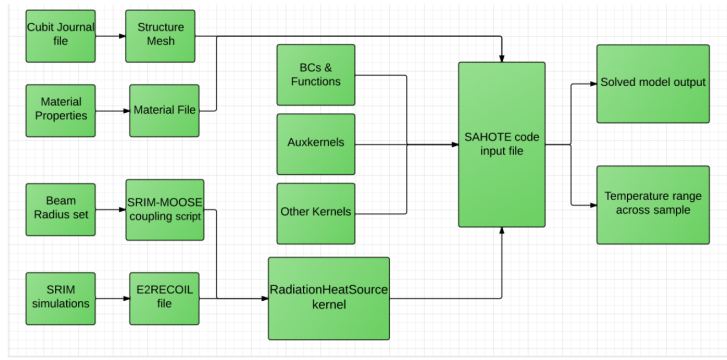 Cubit Journal
file
Structure
Mesh
BCs &
Functions
Solved model output
Material
Properties
Material File
Auxkernels
SAHOTE code
input file
Beam
Radius set
SRIM-MOOSE
coupling script
Other Kernels
Temperature range
across sample
SRIM
simulations
E2RECOIL
file
RadiationHeatSource
kernel